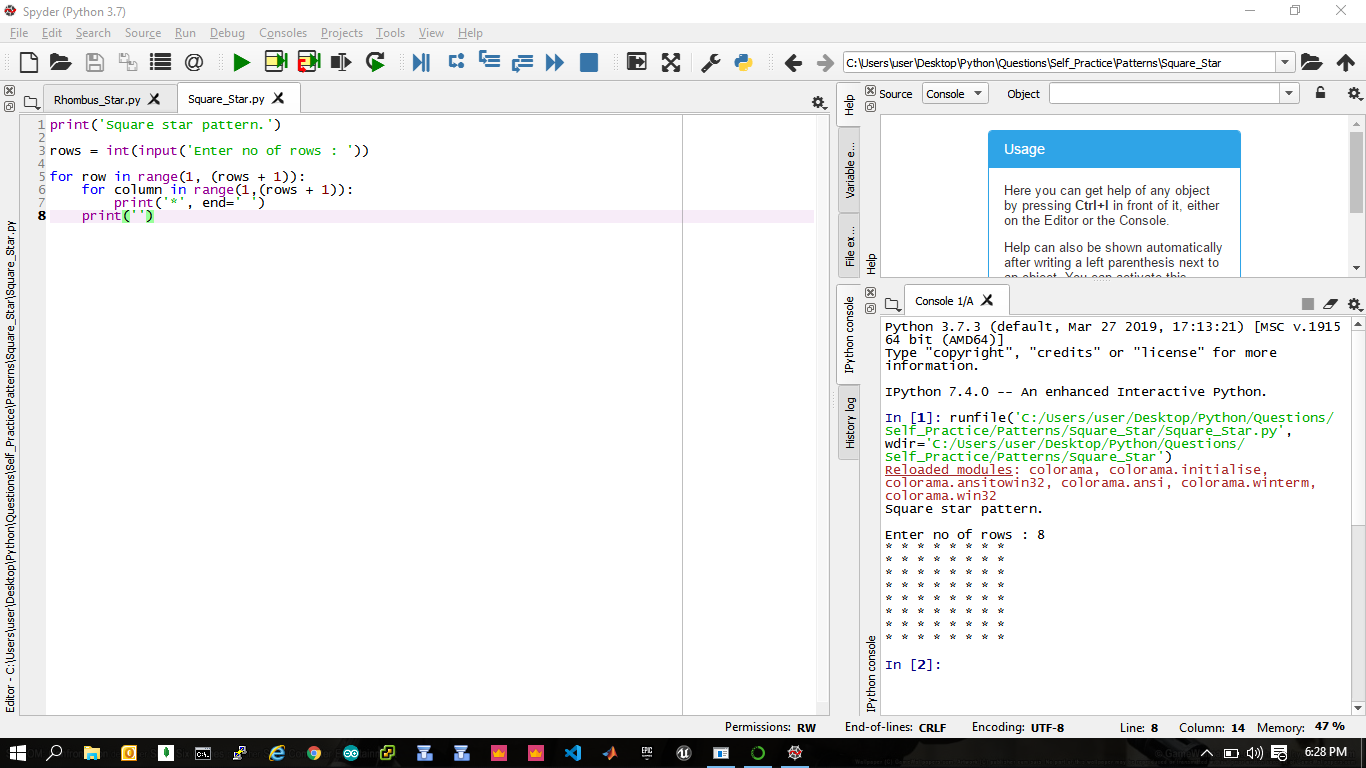 Spyder (Python 3.7)
File Edit Search Source Run Debug Consoles Projects Tools View Help
C:\Users\user\Desktop\Python\Questions\Self_Practice\Patterns\Square_Star
Rhombus_Star.py
Square_Star.py
1 print('Square star pattern.')
2
3 rows = int(input('Enter no of rows : '))
4
5 for row in range(1, (rows + 1)):
6     for column in range(1,(rows + 1)):
7         print('*', end=' ')
8     print('')
Editor - C:\Users\user\Desktop\Python\Questions\Self_Practice\Patterns\Square_Star\Square_Star.py
Help
Variable e...
File ex...
Source Console Object
Usage
Here you can get help of any object
by pressing Ctrl+I in front of it, either
on the Editor or the Console.
Help can also be shown automatically
after writing a left parenthesis next to
an object. You can activate this
Help
IPython console
History log
Console 1/A
Python 3.7.3 (default, Mar 27 2019, 17:13:21) [MSC v.1915
64 bit (AMD64)]
Type "copyright", "credits" or "license" for more
information.
IPython 7.4.0 -- An enhanced Interactive Python.
In [1]: runfile('C:/Users/user/Desktop/Python/Questions/
Self_Practice/Patterns/Square_Star/Square_Star.py',
wdir='C:/Users/user/Desktop/Python/Questions/
Self_Practice/Patterns/Square_Star')
Reloaded modules: colorama, colorama.initialise,
colorama.ansitowin32, colorama.ansi, colorama.winterm,
colorama.win32
Square star pattern.
Enter no of rows : 8
* * * * * * * *
* * * * * * * *
* * * * * * * *
* * * * * * * *
* * * * * * * *
* * * * * * * *
* * * * * * * *
* * * * * * * *
In [2]:
IPython console
Permissions: RW End-of-lines: CRLF Encoding: UTF-8 Line: 8 Column: 14 Memory: 47 %
EPIC
GAMES
6:28 PM